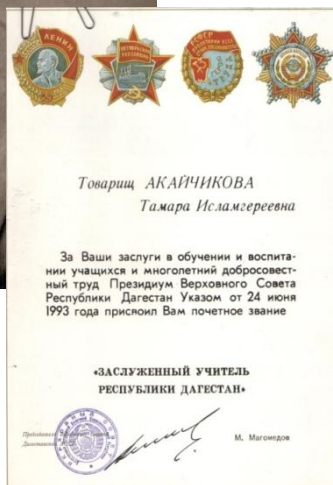 ЛЕНИН
Товарищ АКАЙЧИКОВА
Тамара Исламгереевна
За Ваши заслуги в обучении и воспита-
нии учащихся и многолетний добросовест-
ный труд Президиум Верховного Совета
Республики Дагестан Указом от 24 июня
1993 года присвоил Вам почетное звание
«ЗАСЛУЖЕННЫЙ УЧИТЕЛЬ
РЕСПУБЛИКИ ДАГЕСТАН»
М. Магомедов